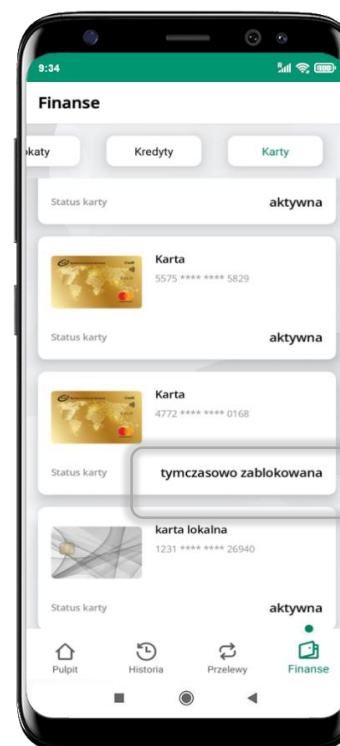 9:34
Finanse
okaty
Kredyty
Karty
Status karty
aktywna
Karta
5575 **** **** 5829
Status karty
aktywna
Karta
4772 **** **** 0168
Status karty
tymczasowo zablokowana
karta lokalna
1231 **** **** 26940
Status karty
aktywna
Pulpit
Historia
Przelewy
Finanse